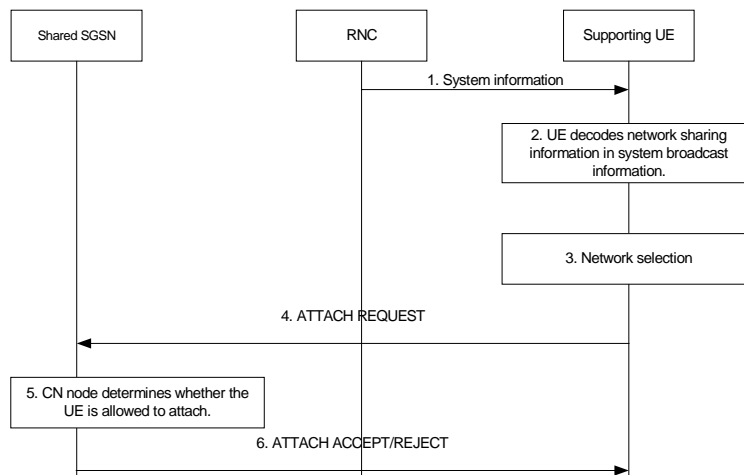 Shared SGSN
RNC
Supporting UE
1. System information
2. UE decodes network sharing
information in system broadcast
information.
3. Network selection
4. ATTACH REQUEST
5. CN node determines whether the
UE is allowed to attach.
6. ATTACH ACCEPT/REJECT